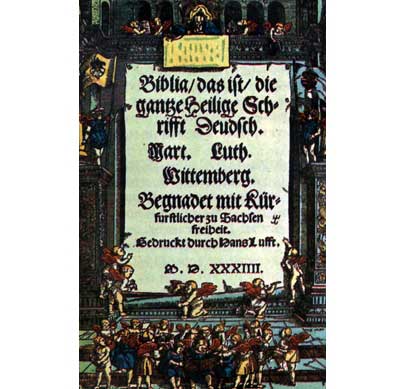 Biblia/ das ist/ die
gantze Heilige Sch-
rifft Deudsch.
Mart. Luth.
Wittemberg.
Begnadet mit Kür-
furstlicher zu Sachsen
freiheit.
Gedruckt durch Hans Lufft.
M. D. XXXIIII.